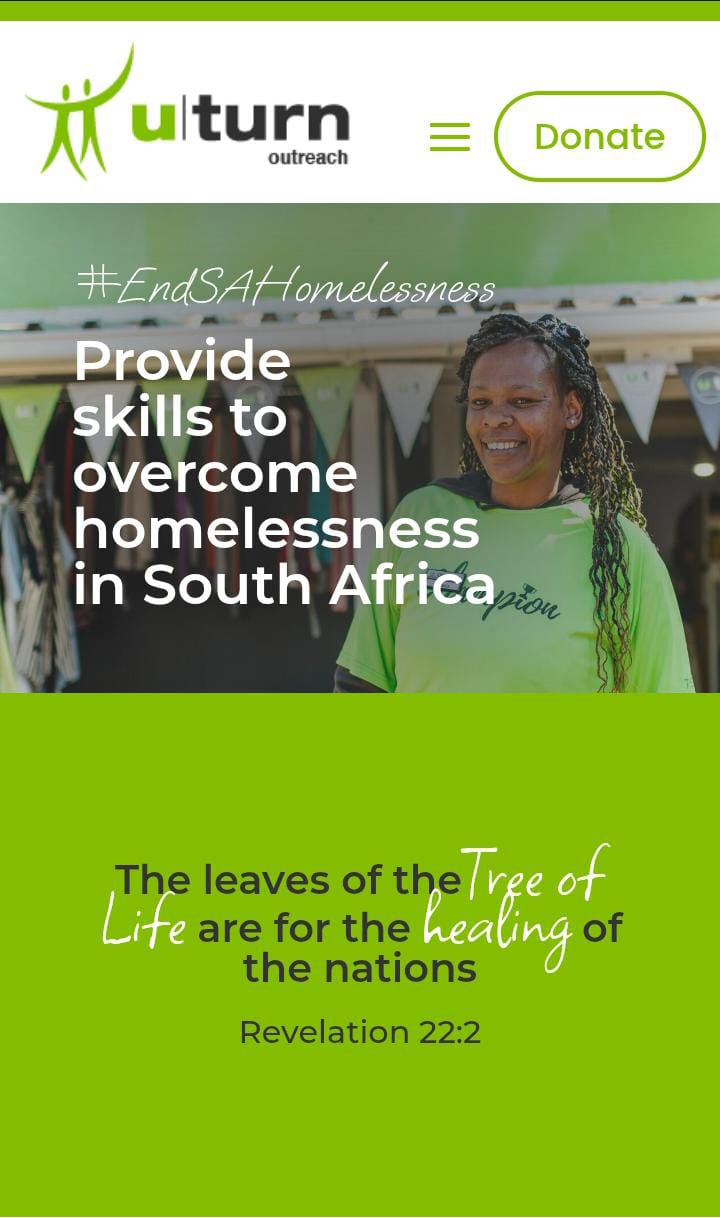 u|turn
outreach
Donate
#EndSAHomelessness
Provide
skills to
overcome
homelessness
in South Africa
Champion
The leaves of the Tree of
Life are for the healing of
the nations
Revelation 22:2